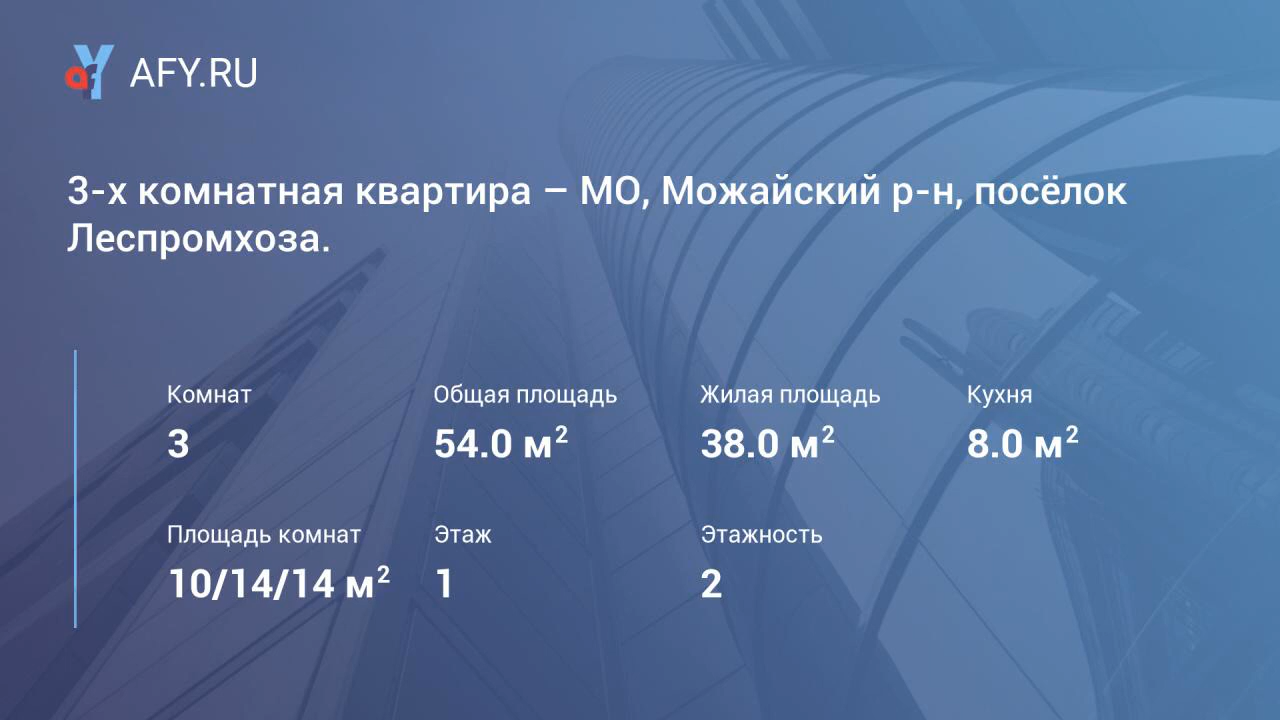 AFY.RU
3-х комнатная квартира – МО, Можайский р-н, посёлок
Леспромхоза.
Комнат
3
Общая площадь
54.0 м²
Жилая площадь
38.0 м²
Кухня
8.0 м²
Площадь комнат
10/14/14 м²
Этаж
1
Этажность
2